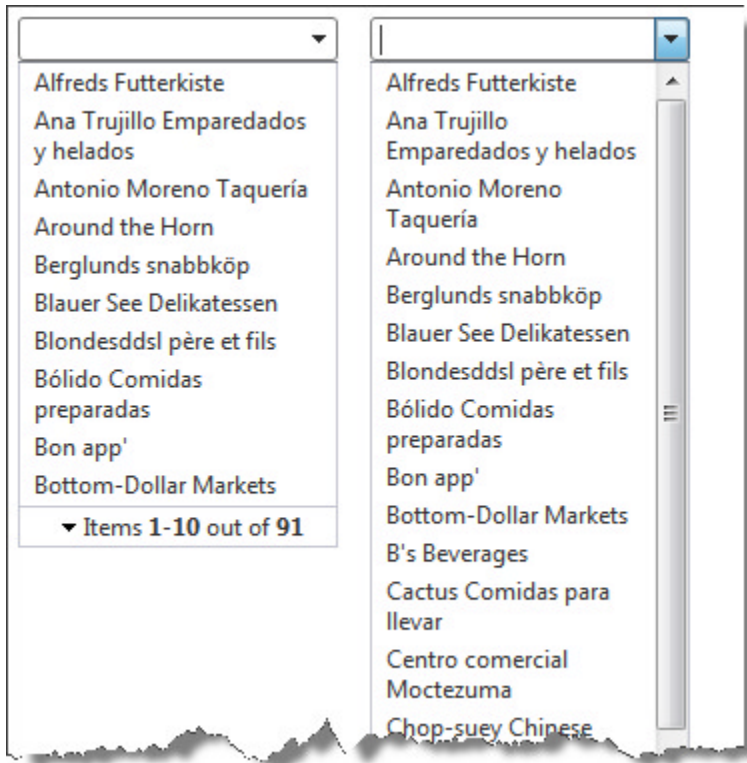 Alfreds Futterkiste
Ana Trujillo Emparedados
y helados
Antonio Moreno Taquería
Around the Horn
Berglunds snabbköp
Blauer See Delikatessen
Blondesddsl père et fils
Bólido Comidas
preparadas
Bon app'
Bottom-Dollar Markets
Items 1-10 out of 91
Alfreds Futterkiste
Ana Trujillo
Emparedados y helados
Antonio Moreno
Taquería
Around the Horn
Berglunds snabbköp
Blauer See Delikatessen
Blondesddsl père et fils
Bólido Comidas
preparadas
Bon app'
Bottom-Dollar Markets
B's Beverages
Cactus Comidas para
llevar
Centro comercial
Moctezuma
Chop-suey Chinese